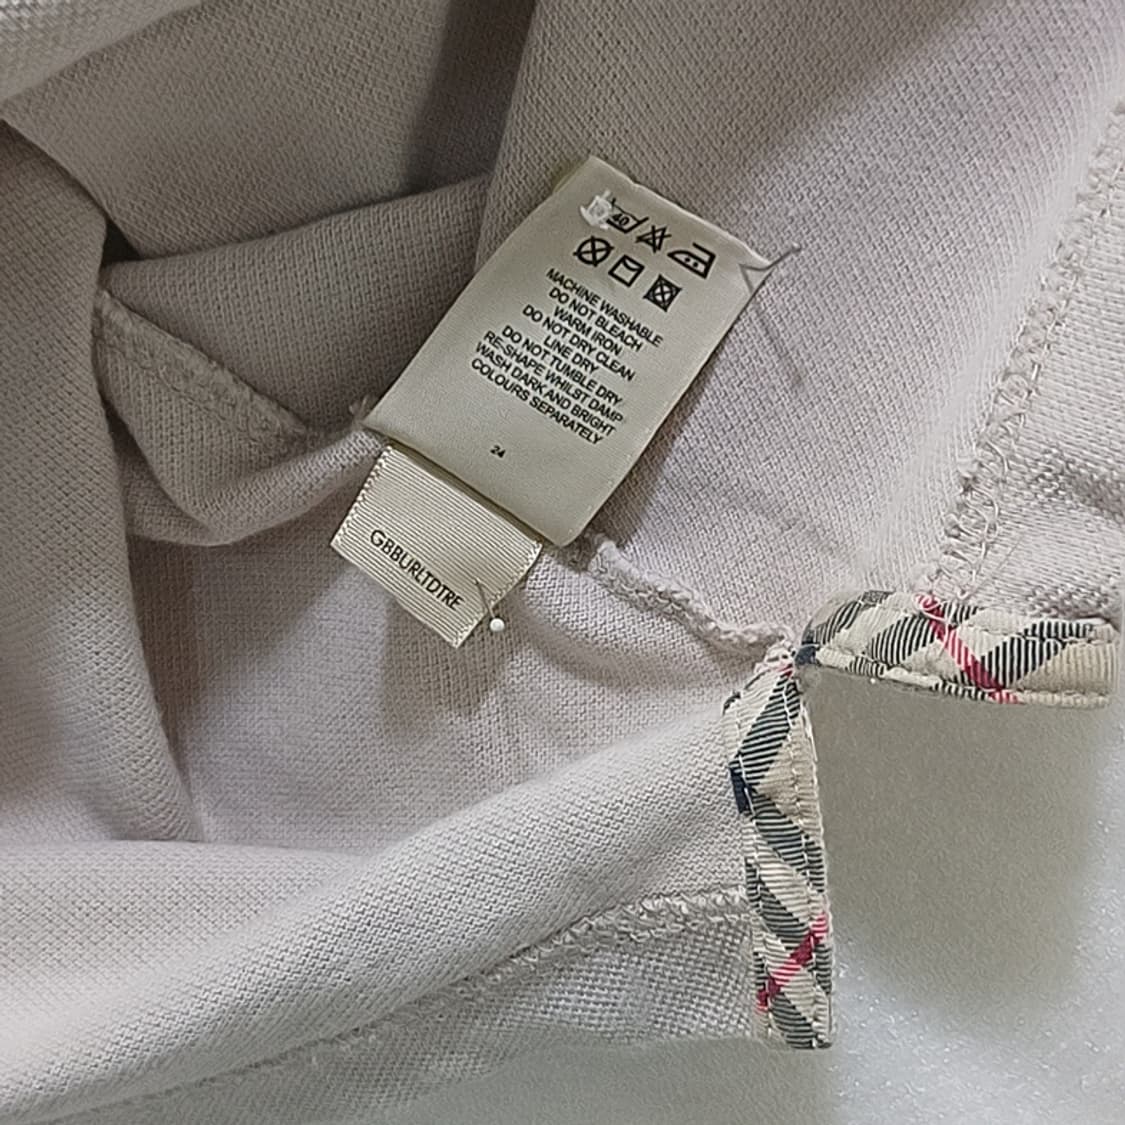 40
MACHINE WASHABLE
DO NOT BLEACH
WARM IRON
DO NOT DRY CLEAN
LINE DRY
DO NOT TUMBLE DRY
RE-SHAPE WHILST DAMP
WASH DARK AND BRIGHT
COLOURS SEPARATELY
24
GBBURLTDTRE